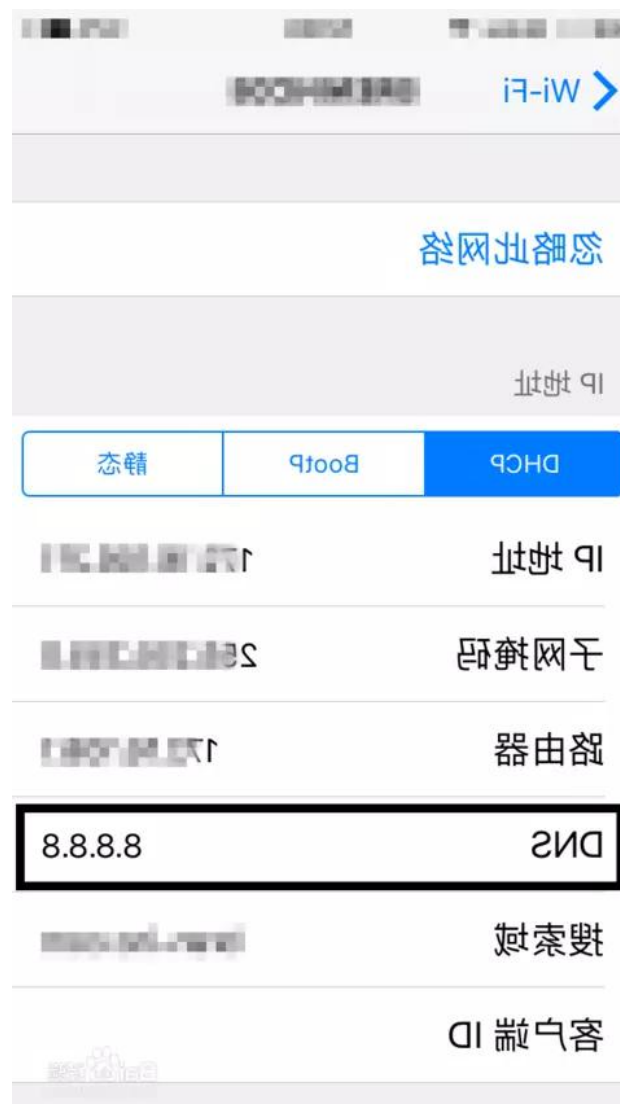 Wi-Fi
忽略此网络
IP 地址
DHCP BootP 静态
IP 地址
子网掩码
路由器
DNS 8.8.8.8
搜索域
客户端 ID